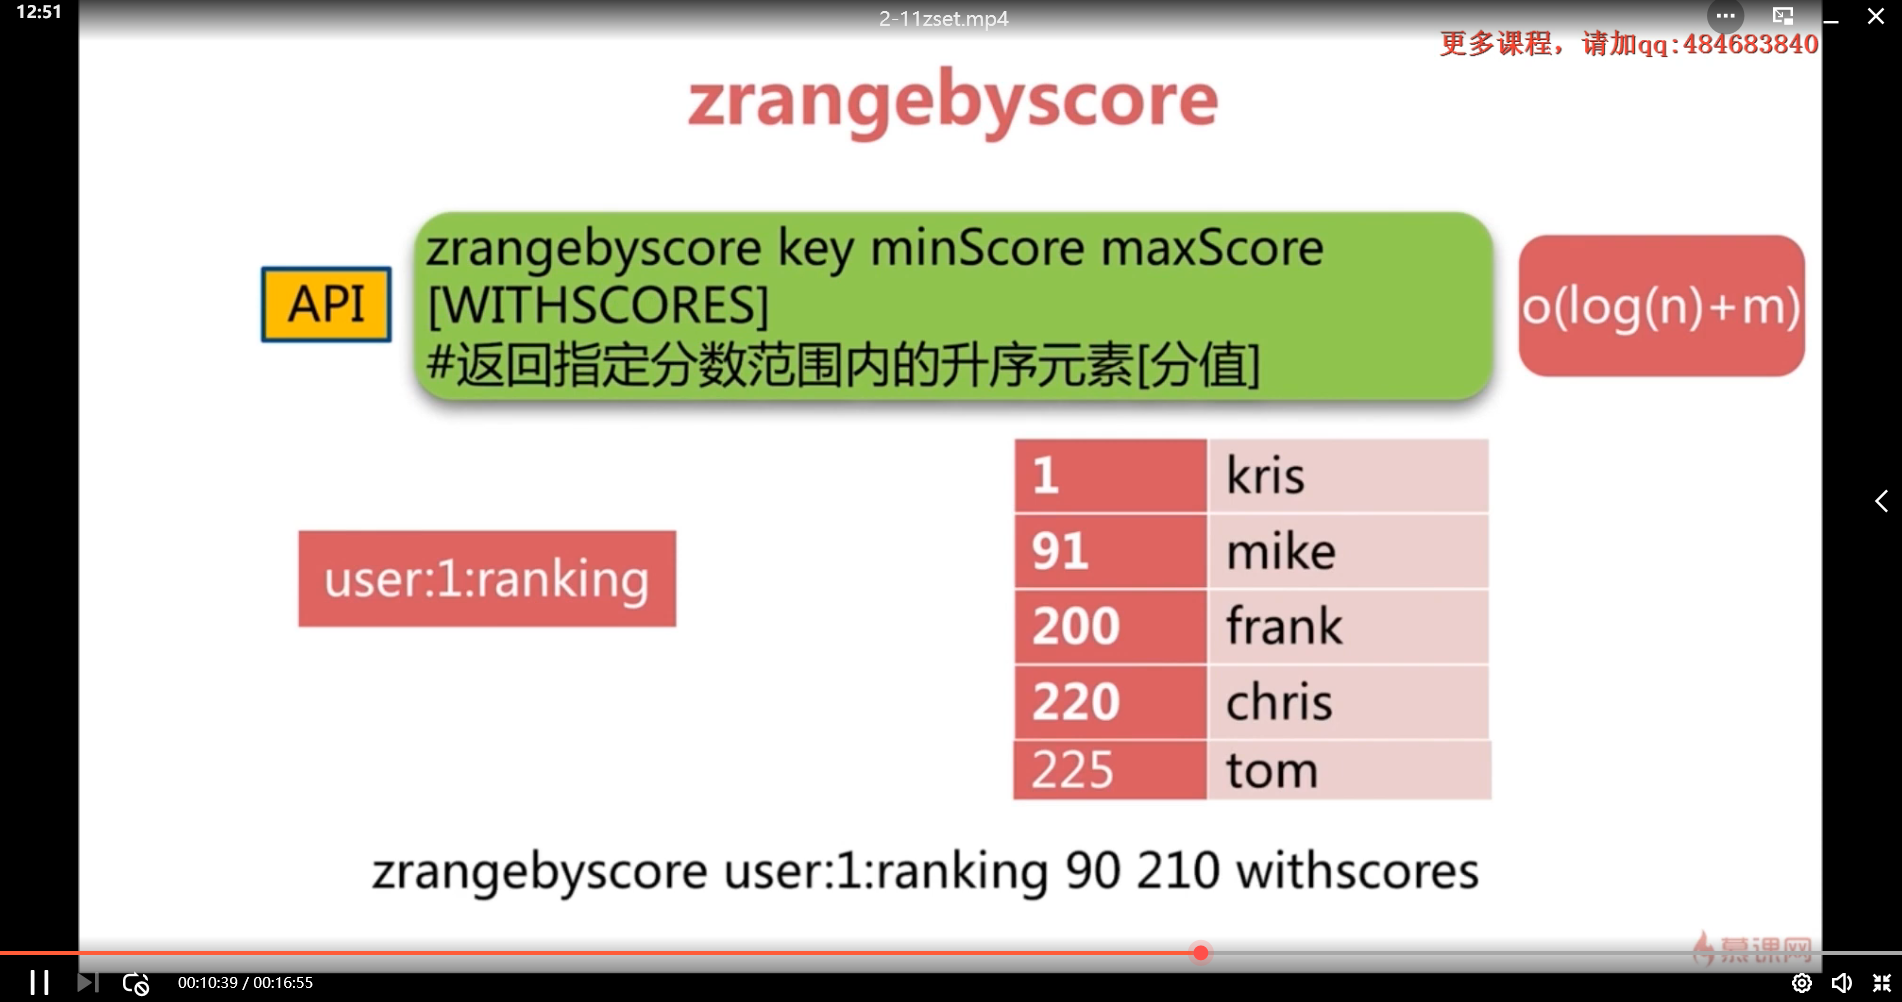 12:51
2-11zset.mp4
更多课程，请加qq:484683840
zrangebyscore
API
zrangebyscore key minScore maxScore
[WITHSCORES]
#返回指定分数范围内的升序元素[分值]
o(log(n)+m)
user:1:ranking
1 kris
91 mike
200 frank
220 chris
225 tom
zrangebyscore user:1:ranking 90 210 withscores
慕课网
00:10:39 / 00:16:55